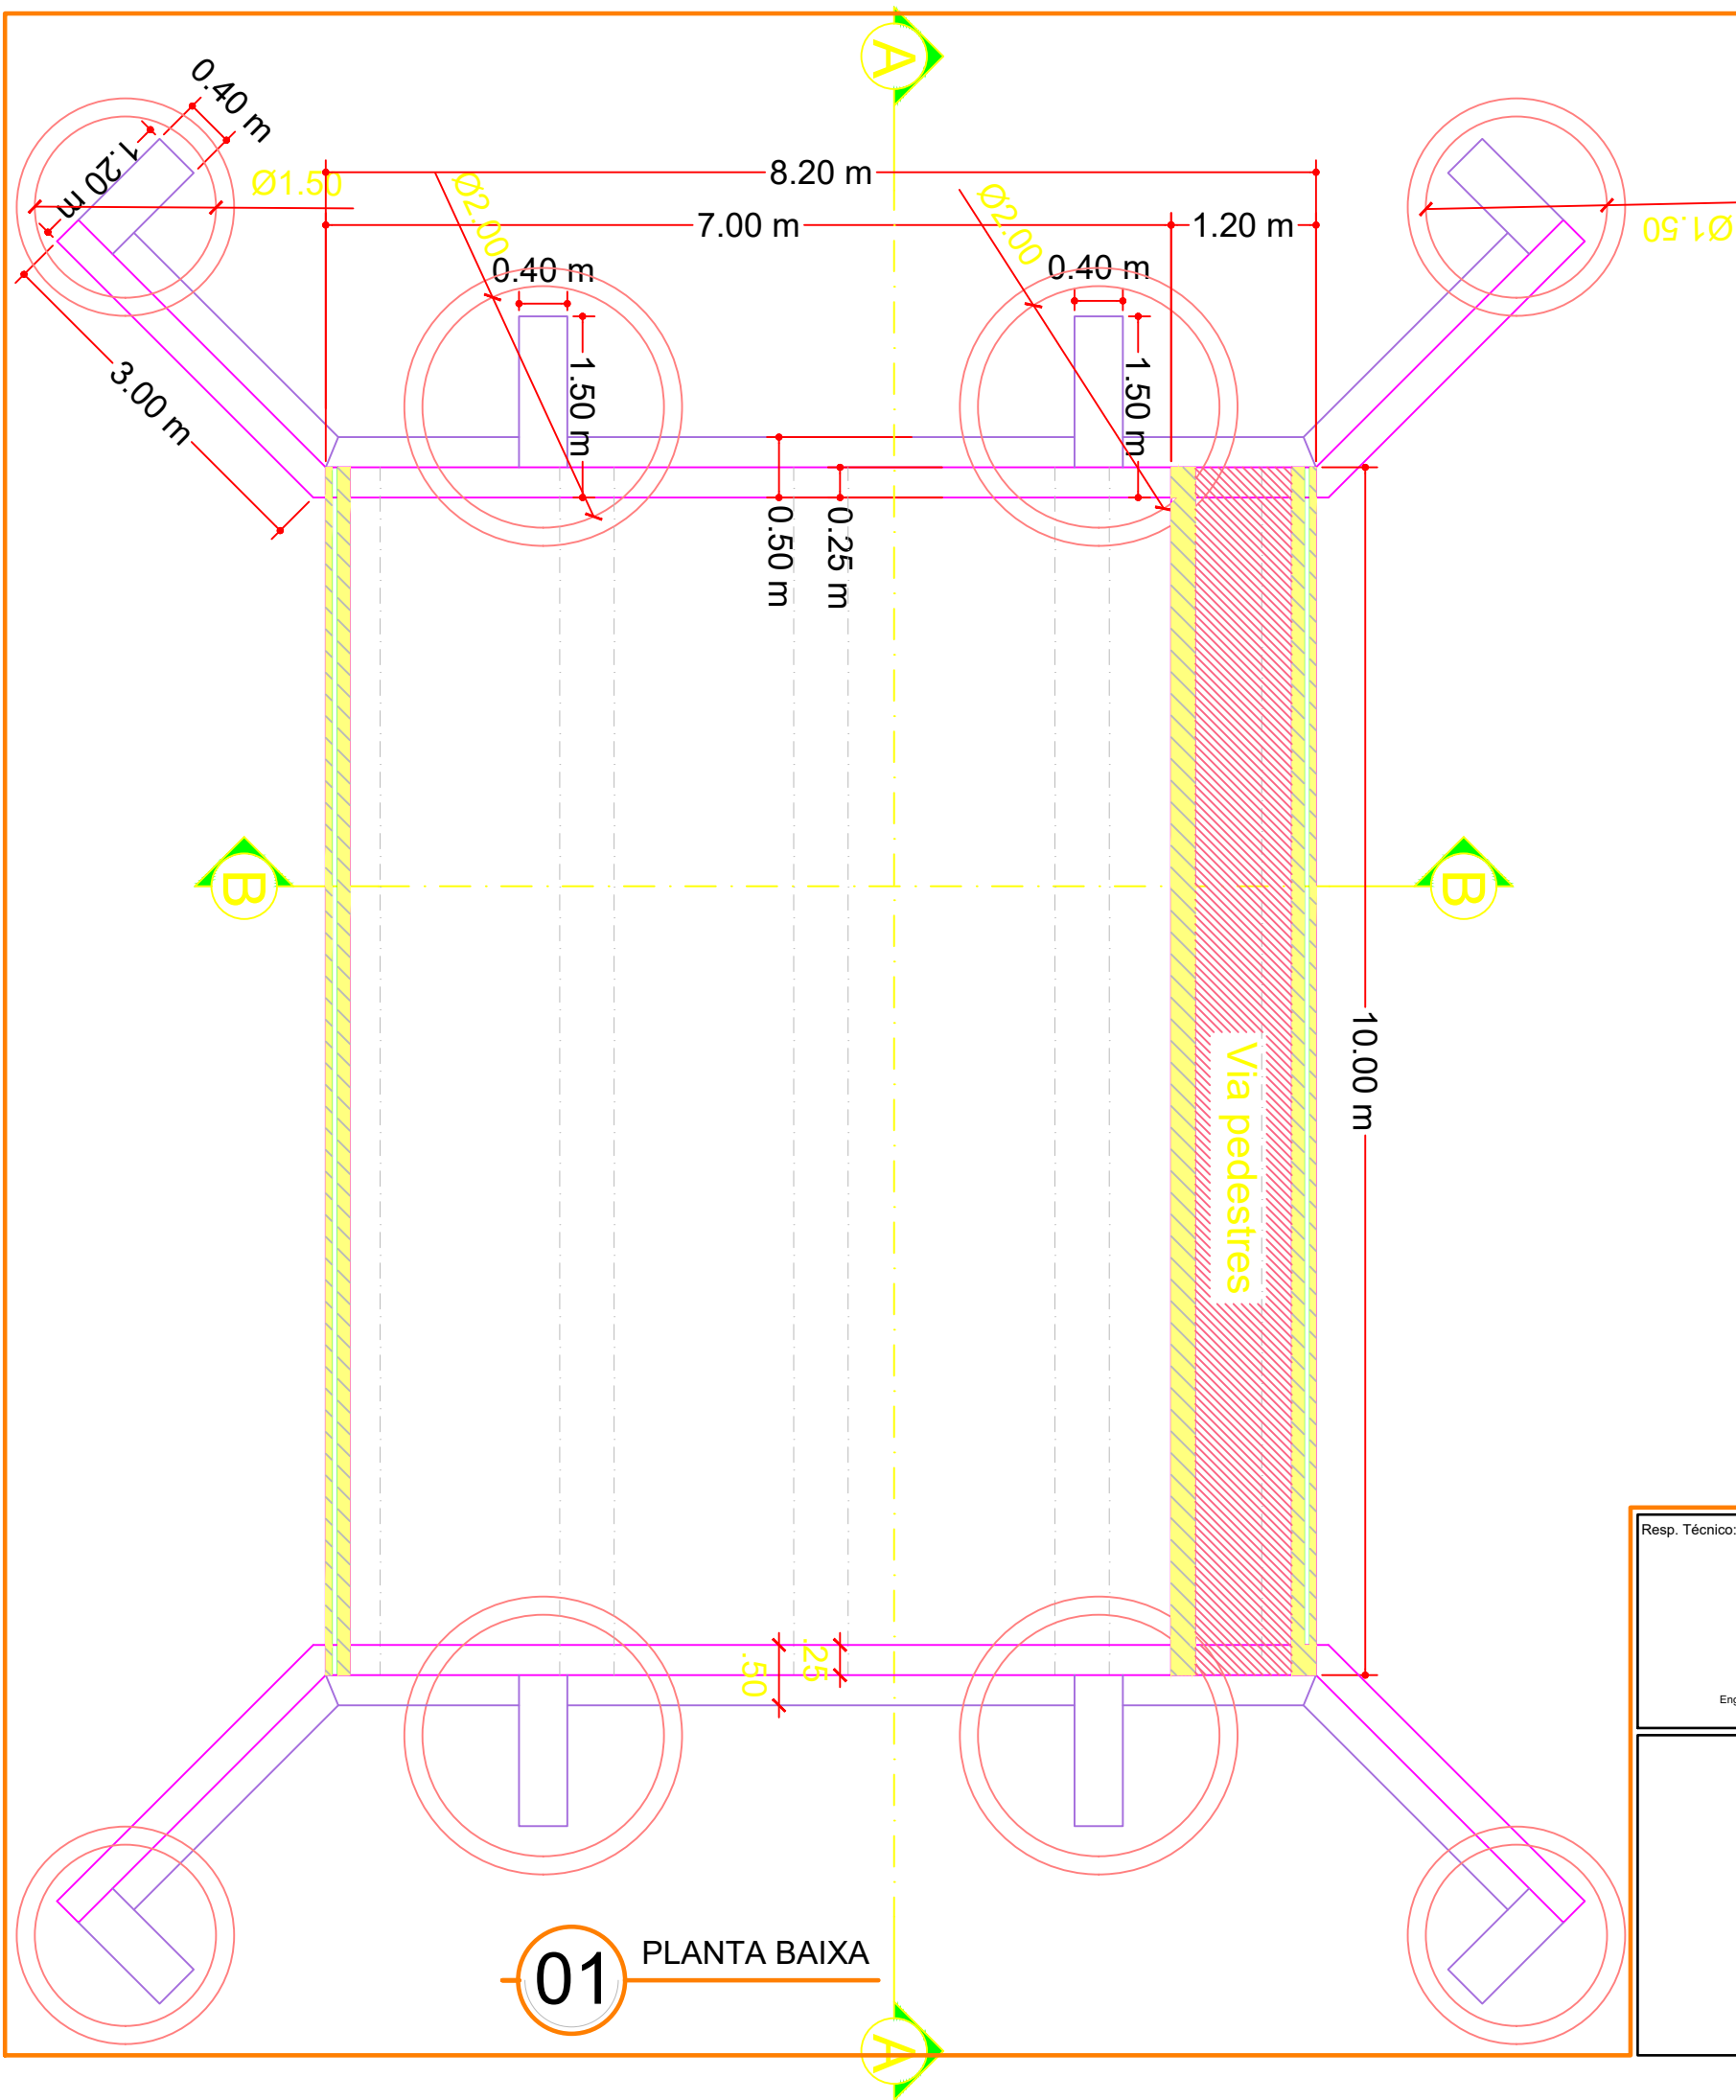 A
0.40 m
1.20 m
Ø1.50
8.20 m
Ø2.00
7.00 m
Ø2.00
1.20 m
Ø1.50
0.40 m
0.40 m
1.50 m
1.50 m
3.00 m
0.50 m
0.25 m
B
B
10.00 m
Via pedestres
Resp. Técnico:
.50
.25
Eng
01
PLANTA BAIXA
A